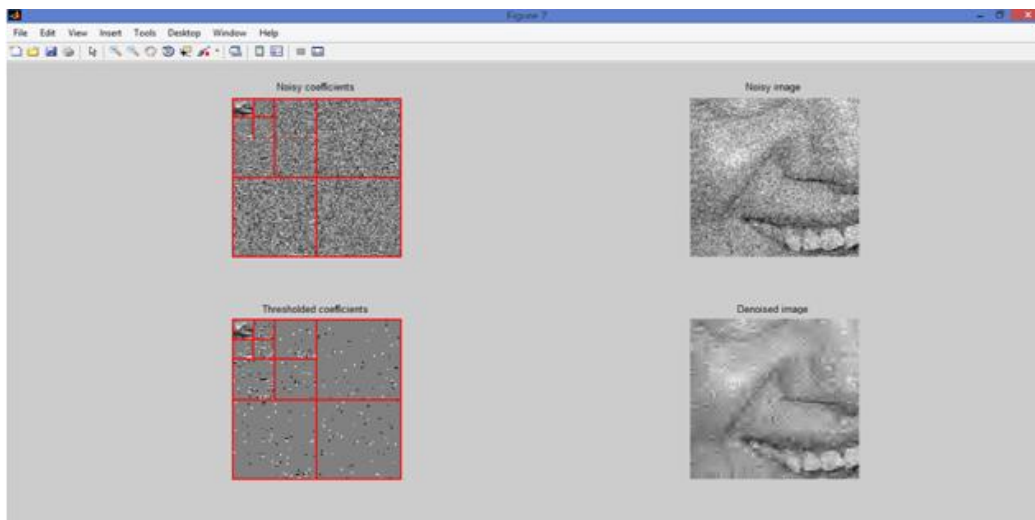 Figure 7
File Edit View Insert Tools Desktop Window Help
Noisy coefficients
Noisy image
Thresholded coefficients
Denoised image